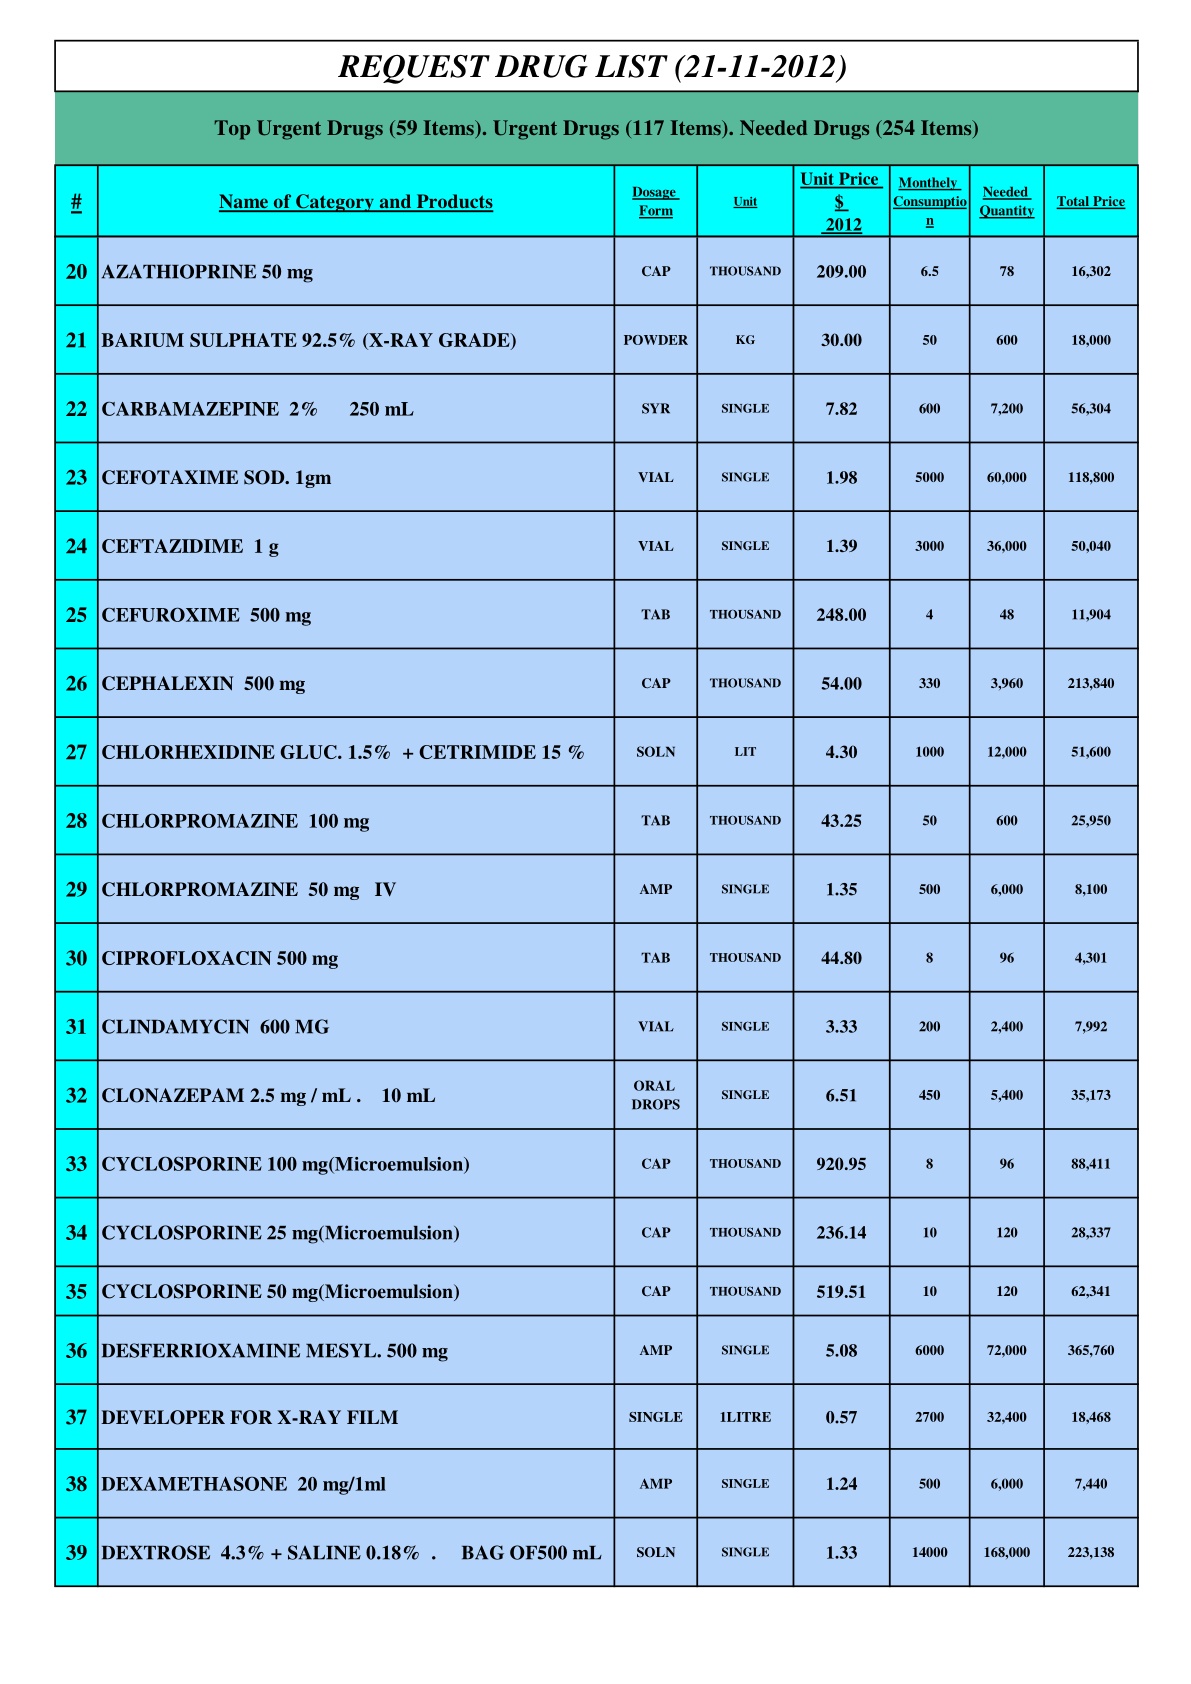 REQUEST DRUG LIST (21-11-2012)
Top Urgent Drugs (59 Items). Urgent Drugs (117 Items). Needed Drugs (254 Items)
# Name of Category and Products Dosage Form Unit Unit Price $ 2012 Monthely Consumption Needed Quantity Total Price
20 AZATHIOPRINE 50 mg CAP THOUSAND 209.00 6.5 78 16,302
21 BARIUM SULPHATE 92.5% (X-RAY GRADE) POWDER KG 30.00 50 600 18,000
22 CARBAMAZEPINE 2% 250 mL SYR SINGLE 7.82 600 7,200 56,304
23 CEFOTAXIME SOD. 1gm VIAL SINGLE 1.98 5000 60,000 118,800
24 CEFTAZIDIME 1 g VIAL SINGLE 1.39 3000 36,000 50,040
25 CEFUROXIME 500 mg TAB THOUSAND 248.00 4 48 11,904
26 CEPHALEXIN 500 mg CAP THOUSAND 54.00 330 3,960 213,840
27 CHLORHEXIDINE GLUC. 1.5% + CETRIMIDE 15 % SOLN LIT 4.30 1000 12,000 51,600
28 CHLORPROMAZINE 100 mg TAB THOUSAND 43.25 50 600 25,950
29 CHLORPROMAZINE 50 mg IV AMP SINGLE 1.35 500 6,000 8,100
30 CIPROFLOXACIN 500 mg TAB THOUSAND 44.80 8 96 4,301
31 CLINDAMYCIN 600 MG VIAL SINGLE 3.33 200 2,400 7,992
32 CLONAZEPAM 2.5 mg / mL . 10 mL ORAL DROPS SINGLE 6.51 450 5,400 35,173
33 CYCLOSPORINE 100 mg(Microemulsion) CAP THOUSAND 920.95 8 96 88,411
34 CYCLOSPORINE 25 mg(Microemulsion) CAP THOUSAND 236.14 10 120 28,337
35 CYCLOSPORINE 50 mg(Microemulsion) CAP THOUSAND 519.51 10 120 62,341
36 DESFERRIOXAMINE MESYL. 500 mg AMP SINGLE 5.08 6000 72,000 365,760
37 DEVELOPER FOR X-RAY FILM SINGLE 1LITRE 0.57 2700 32,400 18,468
38 DEXAMETHASONE 20 mg/1ml AMP SINGLE 1.24 500 6,000 7,440
39 DEXTROSE 4.3% + SALINE 0.18% . BAG OF500 mL SOLN SINGLE 1.33 14000 168,000 223,138